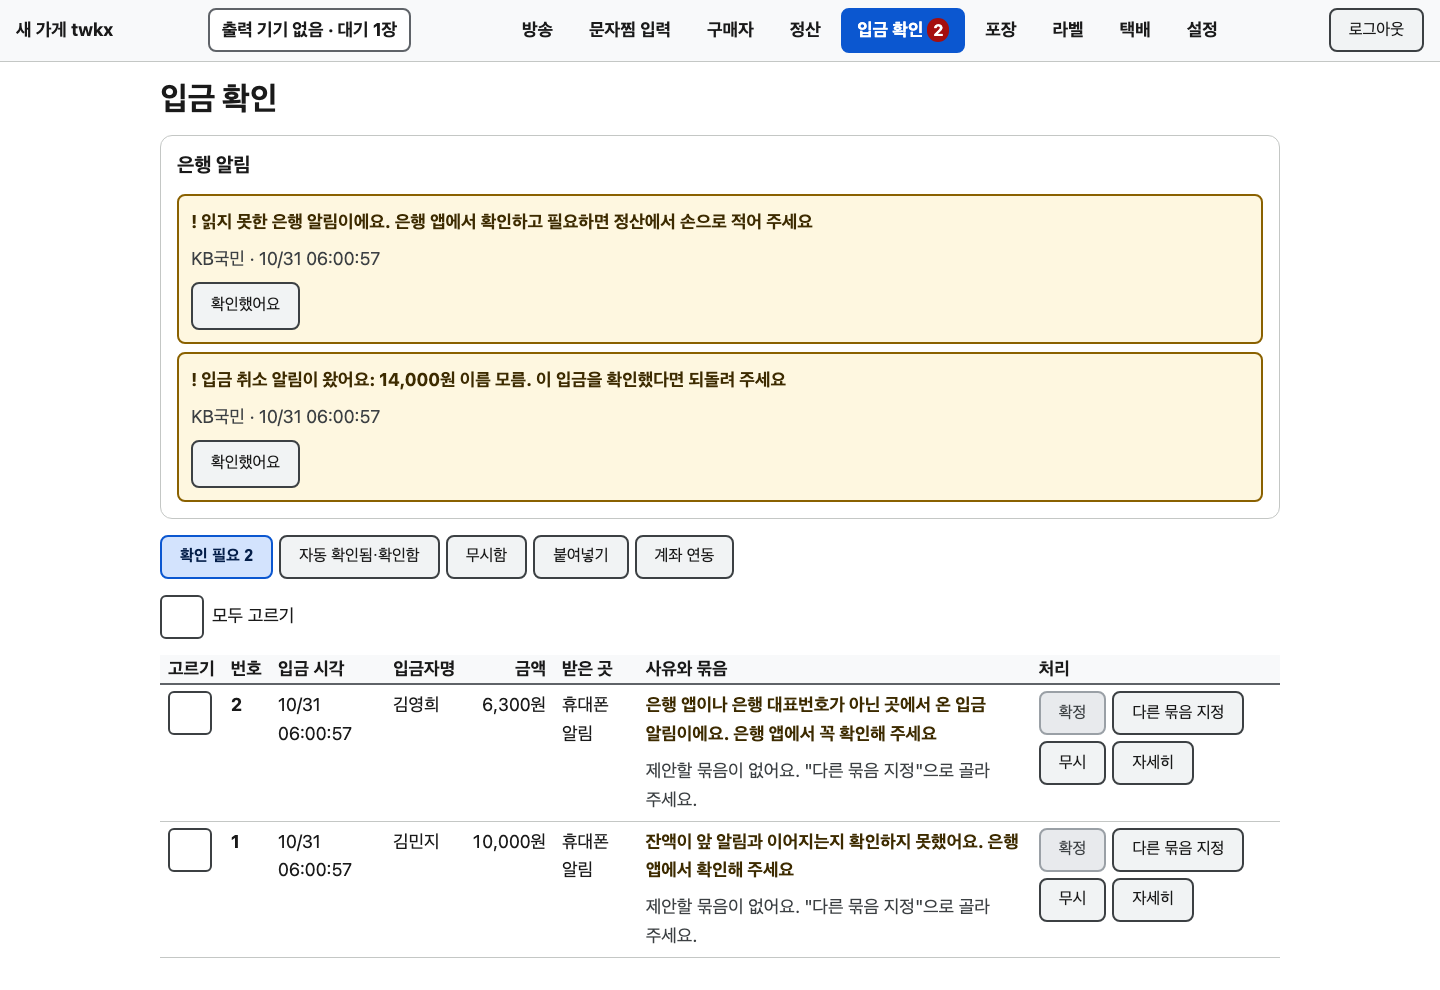 새 가게 twkx
출력 기기 없음 · 대기 1장
방송
문자찜 입력
구매자
정산
입금 확인 2
포장
라벨
택배
설정
로그아웃
입금 확인
은행 알림
! 읽지 못한 은행 알림이에요. 은행 앱에서 확인하고 필요하면 정산에서 손으로 적어 주세요
KB국민 · 10/31 06:00:57
확인했어요
! 입금 취소 알림이 왔어요: 14,000원 이름 모름. 이 입금을 확인했다면 되돌려 주세요
KB국민 · 10/31 06:00:57
확인했어요
확인 필요 2
자동 확인됨·확인함
무시함
붙여넣기
계좌 연동
모두 고르기
고르기 번호 입금 시각 입금자명 금액 받은 곳 사유와 묶음 처리
2
10/31
06:00:57
김영희
6,300원
휴대폰
알림
은행 앱이나 은행 대표번호가 아닌 곳에서 온 입금
알림이에요. 은행 앱에서 꼭 확인해 주세요
제안할 묶음이 없어요. "다른 묶음 지정"으로 골라
주세요.
확정
다른 묶음 지정
무시
자세히
1
10/31
06:00:57
김민지
10,000원
휴대폰
알림
잔액이 앞 알림과 이어지는지 확인하지 못했어요. 은행
앱에서 확인해 주세요
제안할 묶음이 없어요. "다른 묶음 지정"으로 골라
주세요.
확정
다른 묶음 지정
무시
자세히